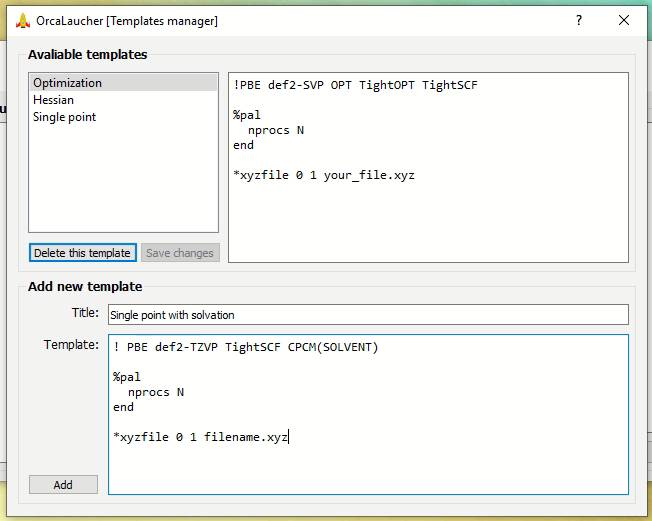 OrcaLaucher [Templates manager]
?
Avaliable templates
Optimization
Hessian
Single point
!PBE def2-SVP OPT TightOPT TightSCF
%pal
nprocs N
end
*xyzfile 0 1 your_file.xyz
Delete this template
Save changes
Add new template
Title:
Single point with solvation
Template:
! PBE def2-TZVP TightSCF CPCM(SOLVENT)
%pal
nprocs N
end
*xyzfile 0 1 filename.xyz
Add